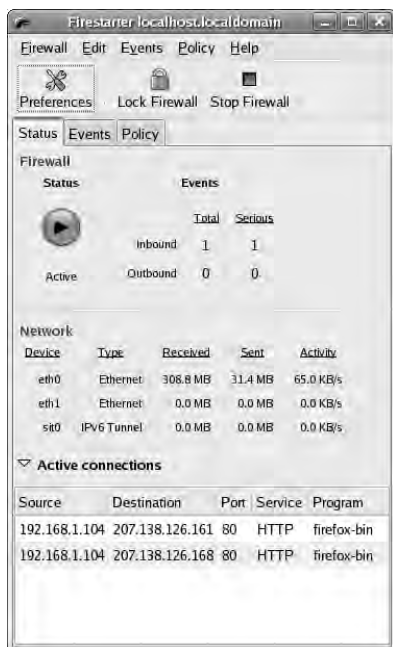 Firestarter localhost.localdomain
Firewall Edit Events Policy Help
Preferences Lock Firewall Stop Firewall
Status Events Policy
Firewall
Status Events
Total Serious
Inbound 1 1
Active Outbound 0 0
Network
Device Type Received Sent Activity
eth0 Ethernet 308.8 MB 31.4 MB 65.0 KB/s
eth1 Ethernet 0.0 MB 0.0 MB 0.0 KB/s
sit0 IPv6 Tunnel 0.0 MB 0.0 MB 0.0 KB/s
Active connections
Source Destination Port Service Program
192.168.1.104 207.138.126.161 80 HTTP firefox-bin
192.168.1.104 207.138.126.168 80 HTTP firefox-bin